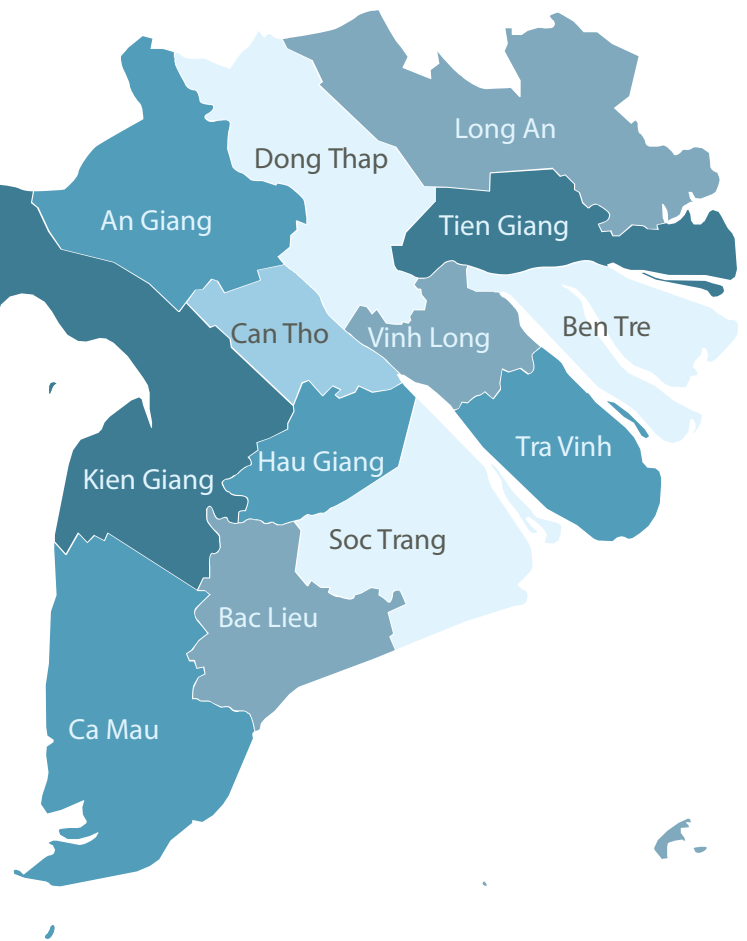 Long An
Dong Thap
An Giang
Tien Giang
Ben Tre
Can Tho
Vinh Long
Tra Vinh
Hau Giang
Kien Giang
Soc Trang
Bac Lieu
Ca Mau